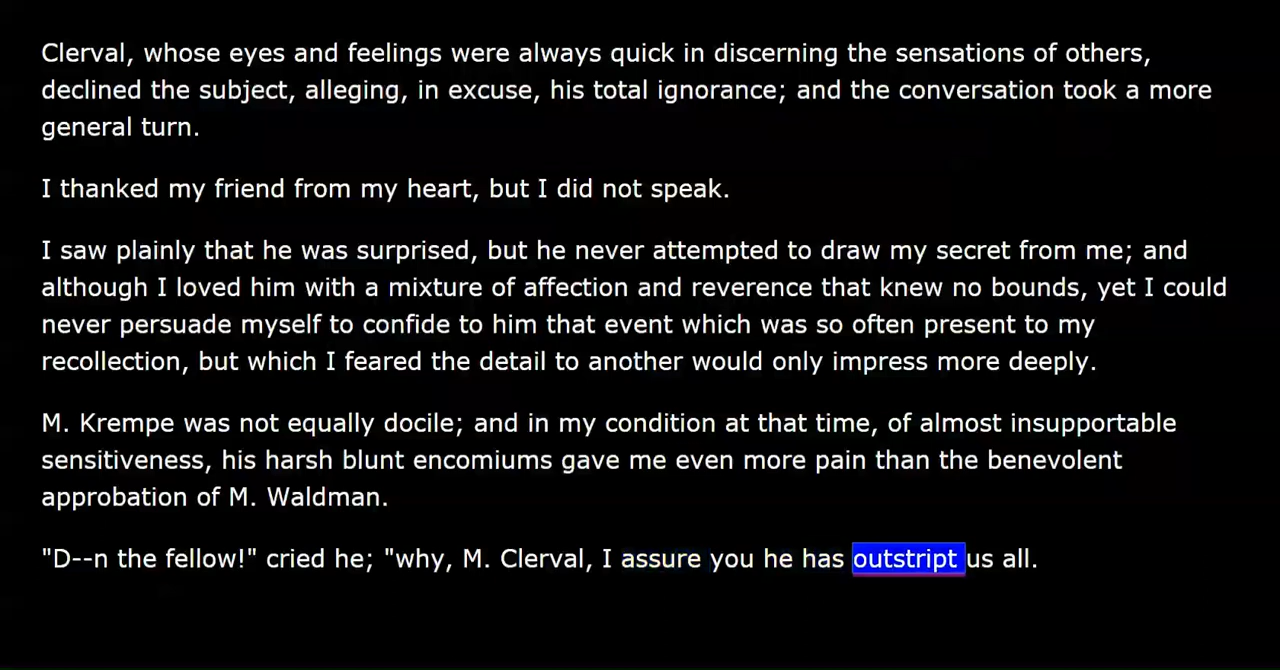 Clerval, whose eyes and feelings were always quick in discerning the sensations of others,
declined the subject, alleging, in excuse, his total ignorance; and the conversation took a more
general turn.
I thanked my friend from my heart, but I did not speak.
I saw plainly that he was surprised, but he never attempted to draw my secret from me; and
although I loved him with a mixture of affection and reverence that knew no bounds, yet I could
never persuade myself to confide to him that event which was so often present to my
recollection, but which I feared the detail to another would only impress more deeply.
M. Krempe was not equally docile; and in my condition at that time, of almost insupportable
sensitiveness, his harsh blunt encomiums gave me even more pain than the benevolent
approbation of M. Waldman.
"D--n the fellow!" cried he; "why, M. Clerval, I assure you he has outstript us all.